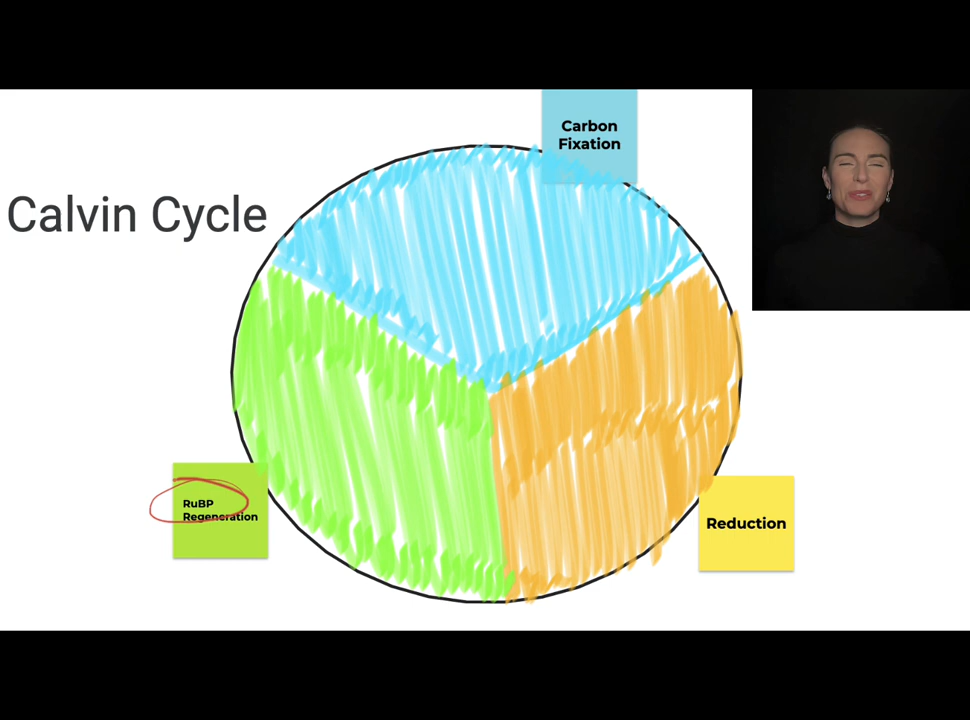 Carbon
Fixation
Calvin Cycle
RuBP
Regeneration
Reduction